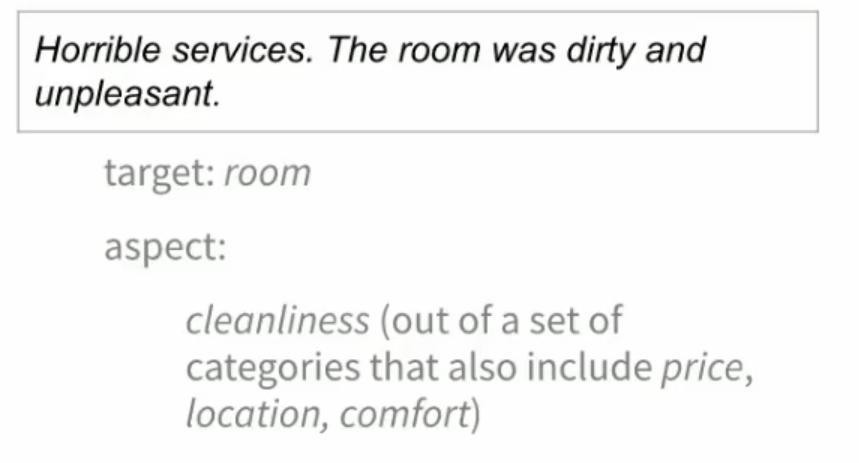 Horrible services. The room was dirty and
unpleasant.
target: room
aspect:
cleanliness (out of a set of
categories that also include price,
location, comfort)